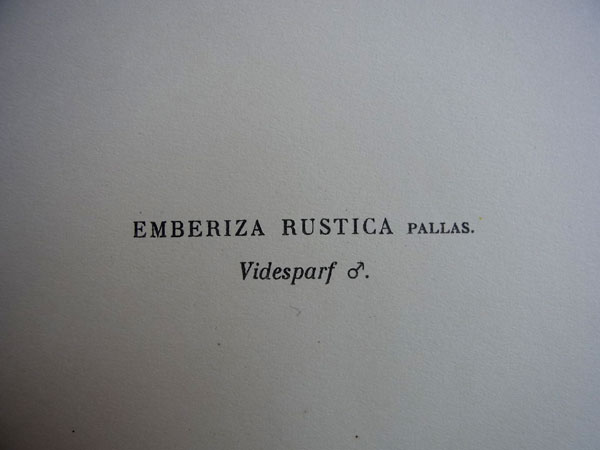 EMBERIZA RUSTICA PALLAS.
Videsparf ♂.